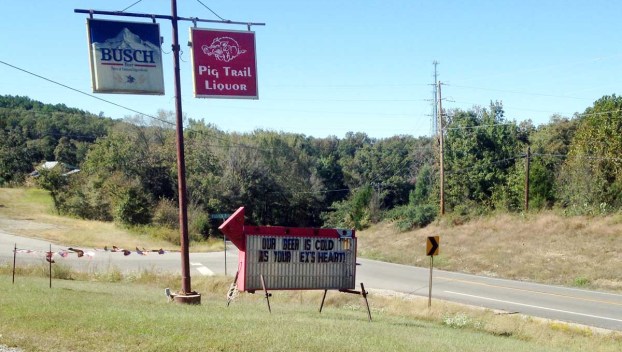 BUSCH
Pig Trail
Liquor
OUR BEER IS COLD
AS YOUR EX'S HEART!